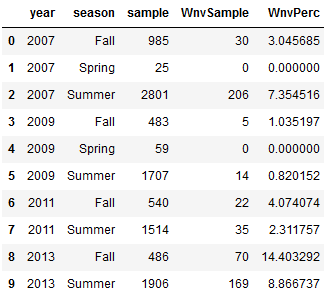 year season sample WnvSample WnvPerc
0 2007 Fall 985 30 3.045685
1 2007 Spring 25 0 0.000000
2 2007 Summer 2801 206 7.354516
3 2009 Fall 483 5 1.035197
4 2009 Spring 59 0 0.000000
5 2009 Summer 1707 14 0.820152
6 2011 Fall 540 22 4.074074
7 2011 Summer 1514 35 2.311757
8 2013 Fall 486 70 14.403292
9 2013 Summer 1906 169 8.866737